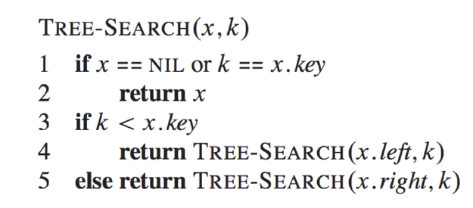 TREE-SEARCH(x, k)
1 if x == NIL or k == x.key
2 return x
3 if k < x.key
4 return TREE-SEARCH(x.left, k)
5 else return TREE-SEARCH(x.right, k)